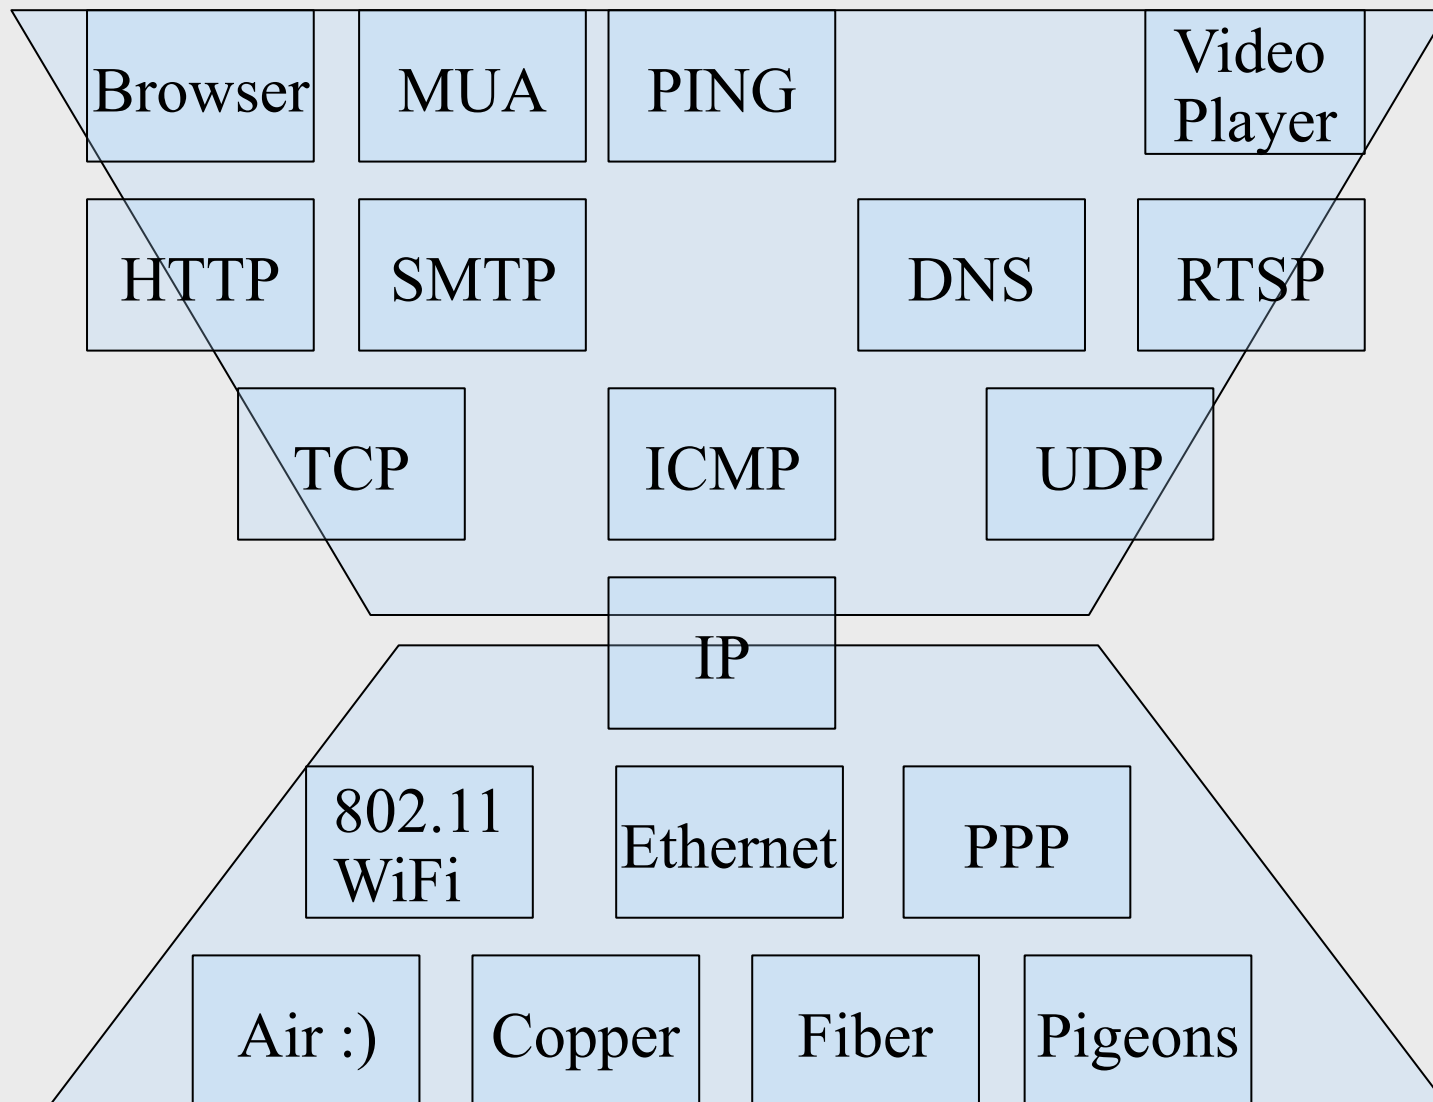 Browser
MUA
PING
Video
Player
HTTP
SMTP
DNS
RTSP
TCP
ICMP
UDP
IP
802.11
WiFi
Ethernet
PPP
Air :)
Copper
Fiber
Pigeons